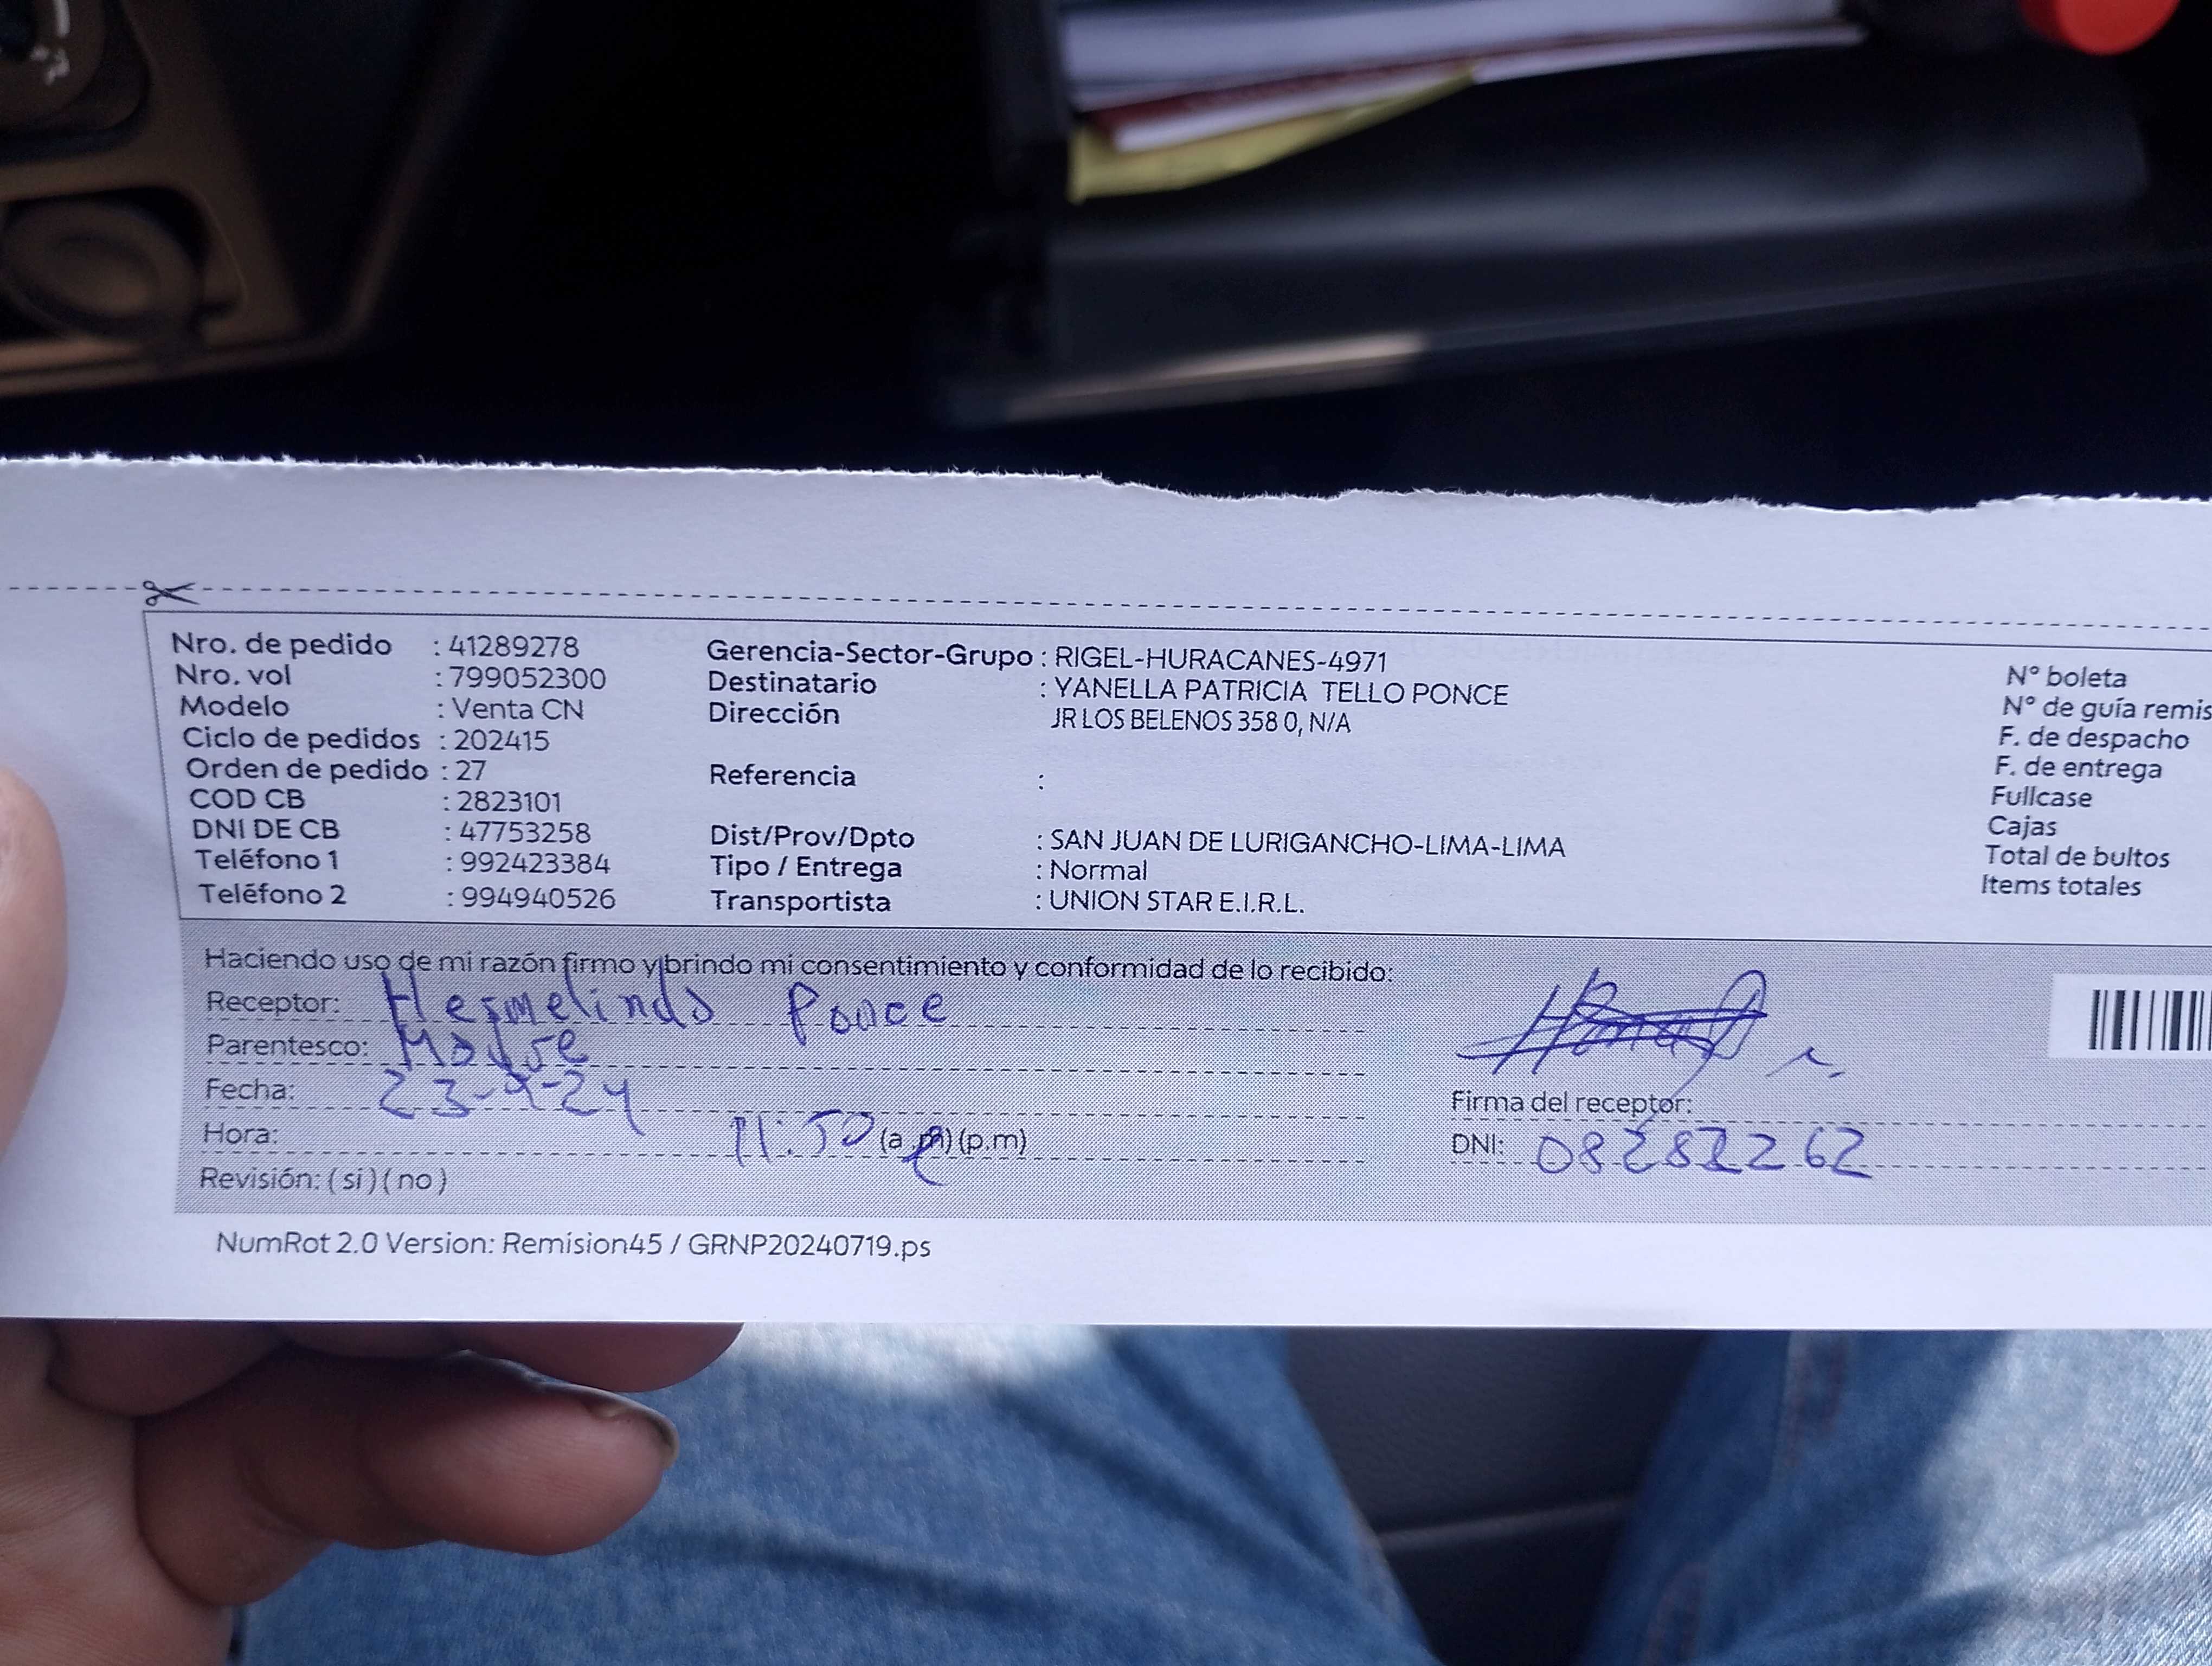 Nro. de pedido : 41289278
Nro. vol : 799052300
Modelo : Venta CN
Ciclo de pedidos : 202415
Orden de pedido : 27
COD CB : 2823101
DNI DE CB : 47753258
Teléfono 1 : 992423384
Teléfono 2 : 994940526
Gerencia-Sector-Grupo : RIGEL-HURACANES-4971
Destinatario : YANELLA PATRICIA TELLO PONCE
Dirección JR LOS BELENOS 358 0, N/A
Referencia :
Dist/Prov/Dpto : SAN JUAN DE LURIGANCHO-LIMA-LIMA
Tipo / Entrega : Normal
Transportista : UNION STAR E.I.R.L.
N° boleta
N° de guía remis
F. de despacho
F. de entrega
Fullcase
Cajas
Total de bultos
Items totales
Haciendo uso de mi razón firmo y brindo mi consentimiento y conformidad de lo recibido:
Receptor: Hermelinda Ponce
Parentesco: Madre
Fecha: 23-9-24
Hora: 11:50 (a.m) (p.m)
Revisión: ( si ) ( no )
Firma del receptor:
DNI:
NumRot 2.0 Version: Remision45 / GRNP20240719.ps